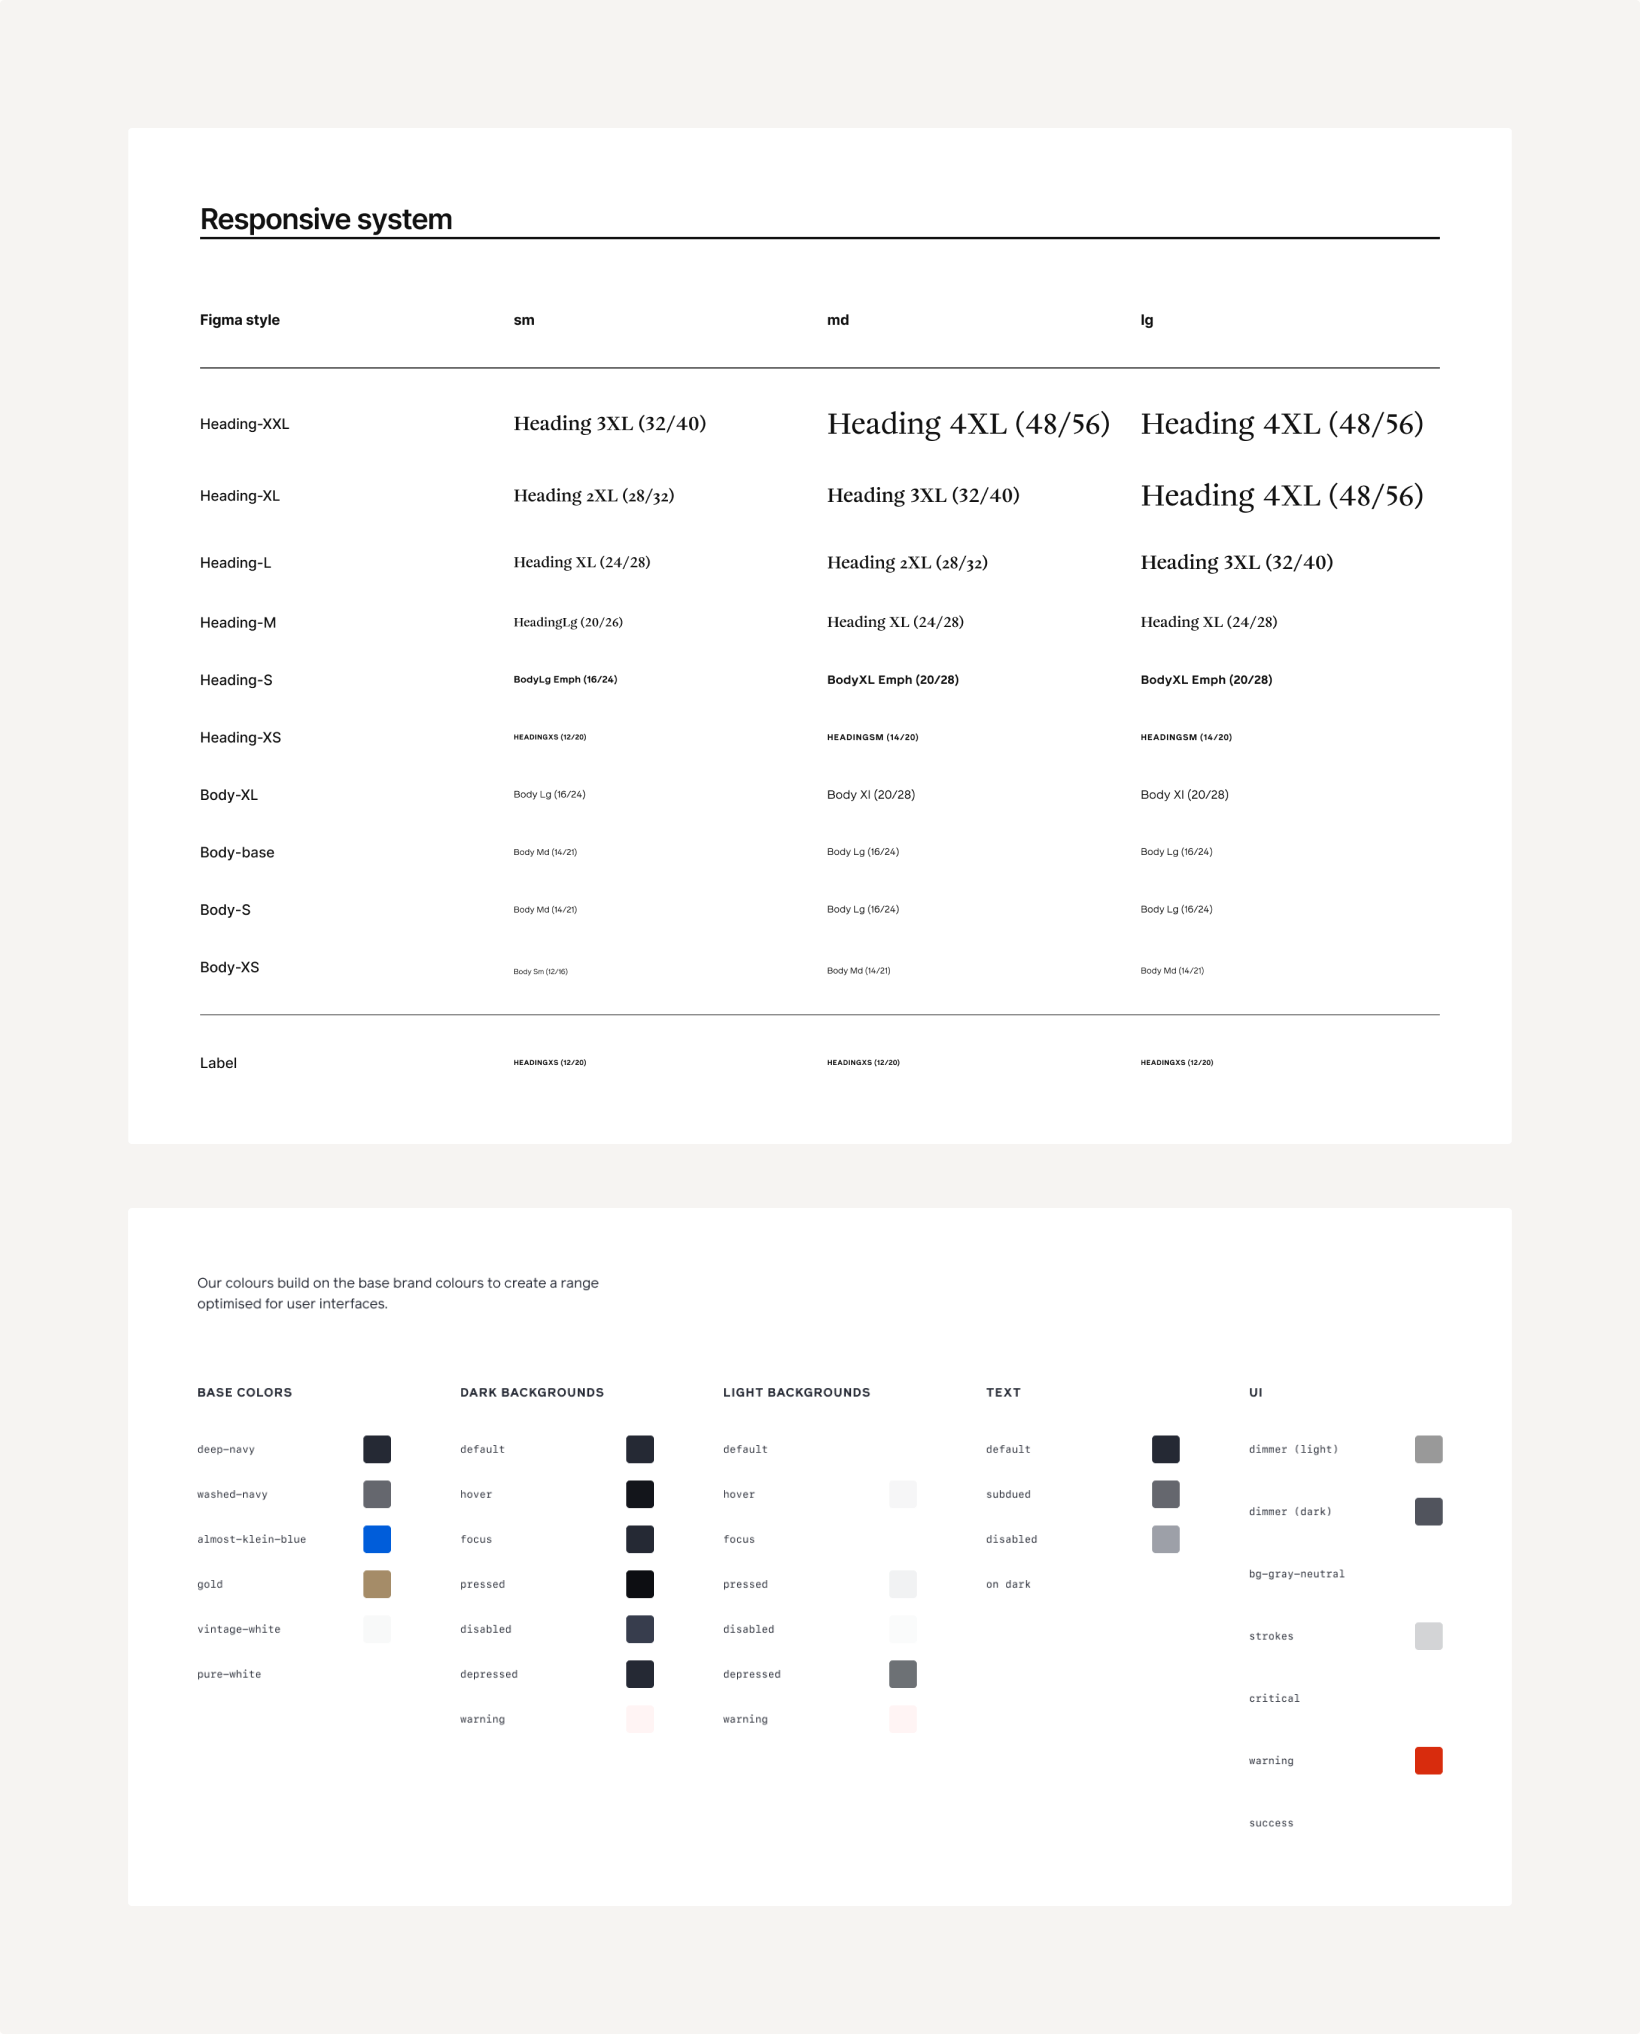 Responsive system
Figma style sm md lg
Heading-XXL Heading 3XL (32/40) Heading 4XL (48/56) Heading 4XL (48/56)
Heading-XL Heading 2XL (28/32) Heading 3XL (32/40) Heading 4XL (48/56)
Heading-L Heading XL (24/28) Heading 2XL (28/32) Heading 3XL (32/40)
Heading-M HeadingLg (20/26) Heading XL (24/28) Heading XL (24/28)
Heading-S BodyLg Emph (16/24) BodyXL Emph (20/28) BodyXL Emph (20/28)
Heading-XS HEADINGXS (12/20) HEADINGSM (14/20) HEADINGSM (14/20)
Body-XL Body Lg (16/24) Body Xl (20/28) Body Xl (20/28)
Body-base Body Md (14/21) Body Lg (16/24) Body Lg (16/24)
Body-S Body Md (14/21) Body Lg (16/24) Body Lg (16/24)
Body-XS Body Sm (12/16) Body Md (14/21) Body Md (14/21)
Label HEADINGXS (12/20) HEADINGXS (12/20) HEADINGXS (12/20)
Our colours build on the base brand colours to create a range
optimised for user interfaces.
BASE COLORS
deep-navy
washed-navy
almost-klein-blue
gold
vintage-white
pure-white
DARK BACKGROUNDS
default
hover
focus
pressed
disabled
depressed
warning
LIGHT BACKGROUNDS
default
hover
focus
pressed
disabled
depressed
warning
TEXT
default
subdued
disabled
on dark
UI
dimmer (light)
dimmer (dark)
bg-gray-neutral
strokes
critical
warning
success